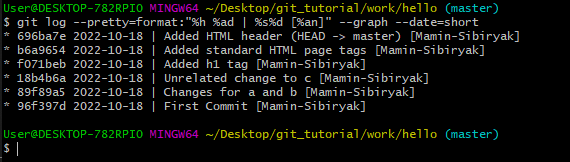 User@DESKTOP-782RPIO MINGW64 ~/Desktop/git_tutorial/work/hello (master)
$ git log --pretty=format:"%h %ad | %s%d [%an]" --graph --date=short
* 696ba7e 2022-10-18 | Added HTML header (HEAD -> master) [Mamin-Sibiryak]
* b6a9654 2022-10-18 | Added standard HTML page tags [Mamin-Sibiryak]
* f071beb 2022-10-18 | Added h1 tag [Mamin-Sibiryak]
* 18b4b6a 2022-10-18 | Unrelated change to c [Mamin-Sibiryak]
* 89f89a5 2022-10-18 | Changes for a and b [Mamin-Sibiryak]
* 96f397d 2022-10-18 | First Commit [Mamin-Sibiryak]
User@DESKTOP-782RPIO MINGW64 ~/Desktop/git_tutorial/work/hello (master)
$